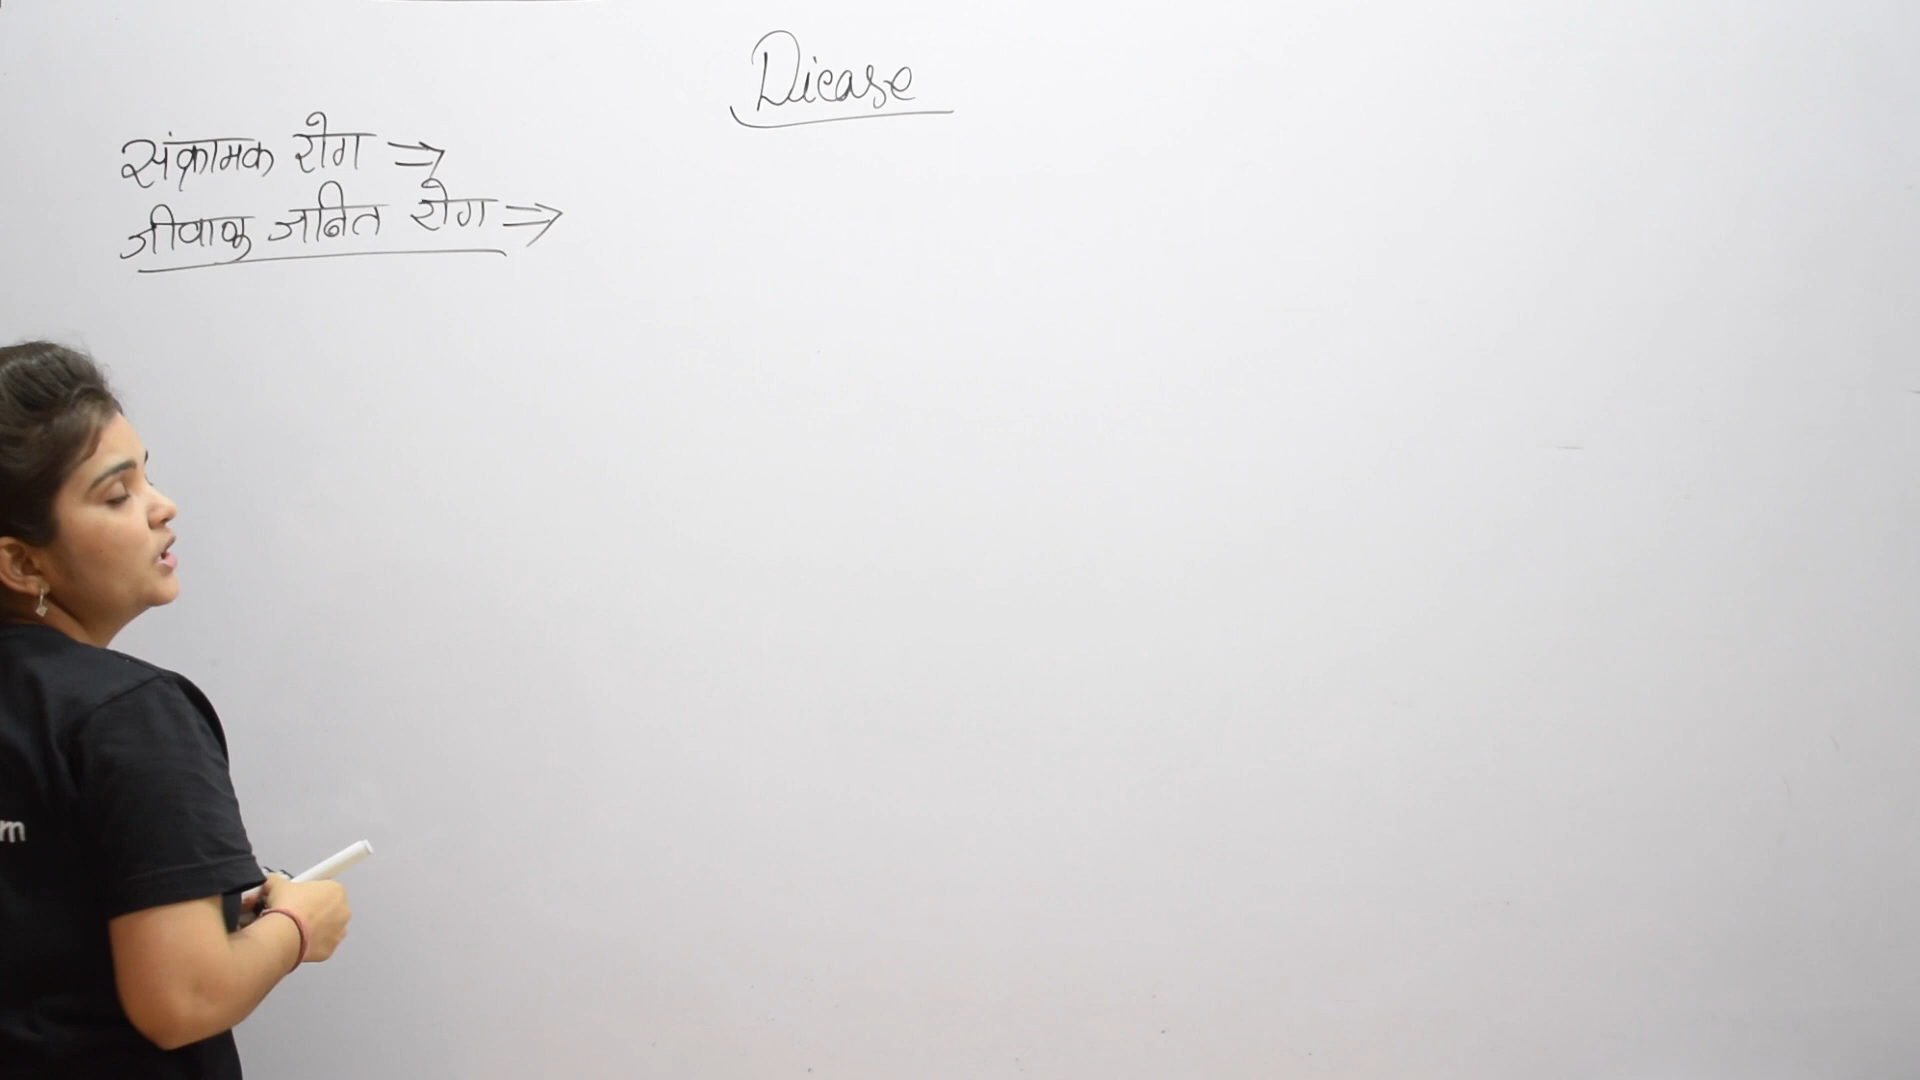 Dicase
संक्रामक रोग ⇒
जीवाणु जनित रोग ⇒
m